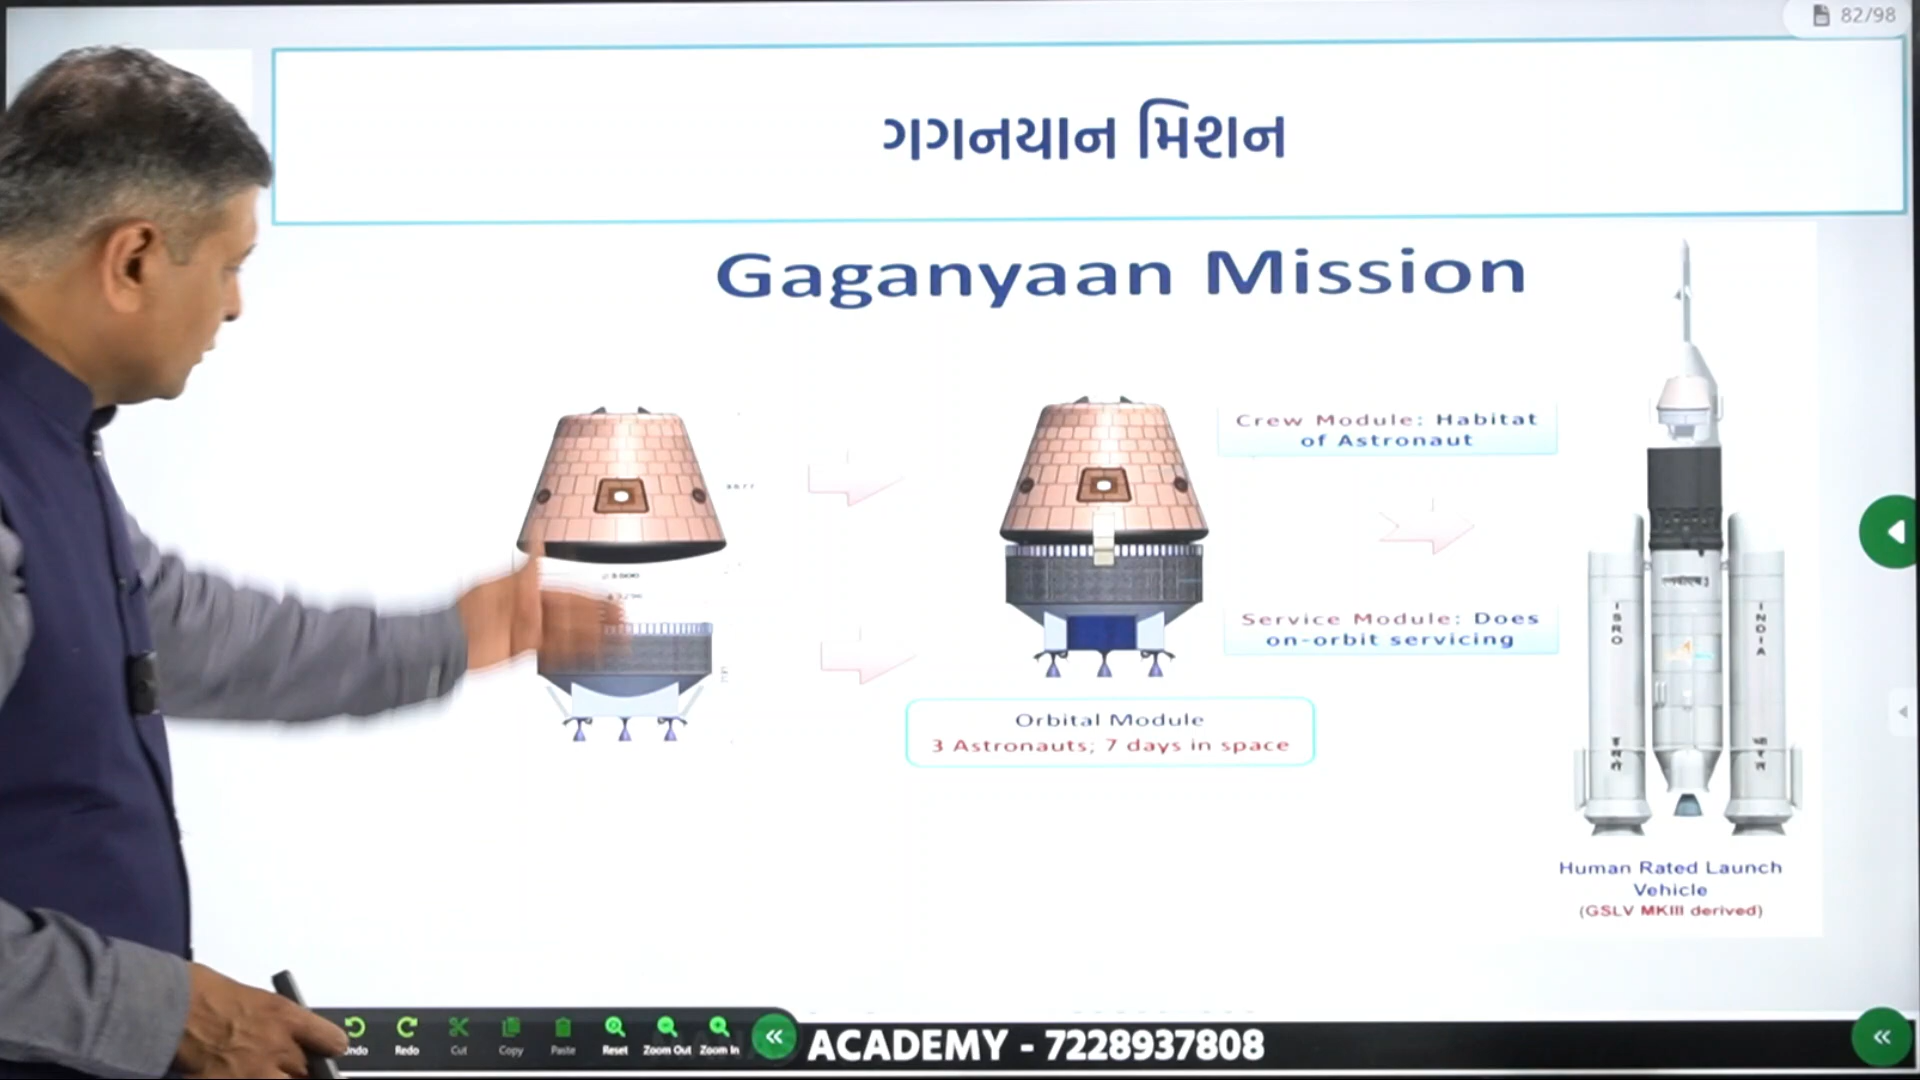 82/98
ગગનયાન મિશન
Gaganyaan Mission
Crew Module: Habitat
of Astronaut
Service Module: Does
on-orbit servicing
Orbital Module
3 Astronauts; 7 days in space
ISRO
INDIA
इसरो
भारत
Human Rated Launch
Vehicle
(GSLV MKIII derived)
Undo Redo Cut Copy Paste Reset Zoom Out Zoom In
ACADEMY - 7228937808